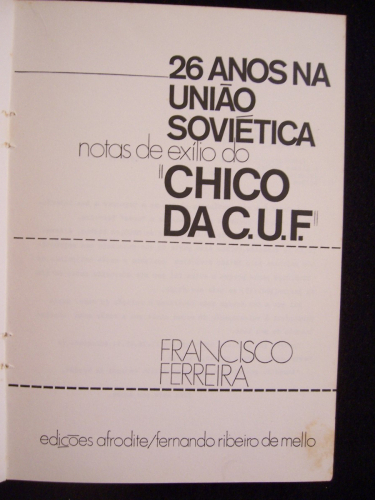 26 ANOS NA
UNIÃO
SOVIÉTICA
notas de exílio do
"CHICO
DA C.U.F."
FRANCISCO
FERREIRA
edições afrodite/fernando ribeiro de mello